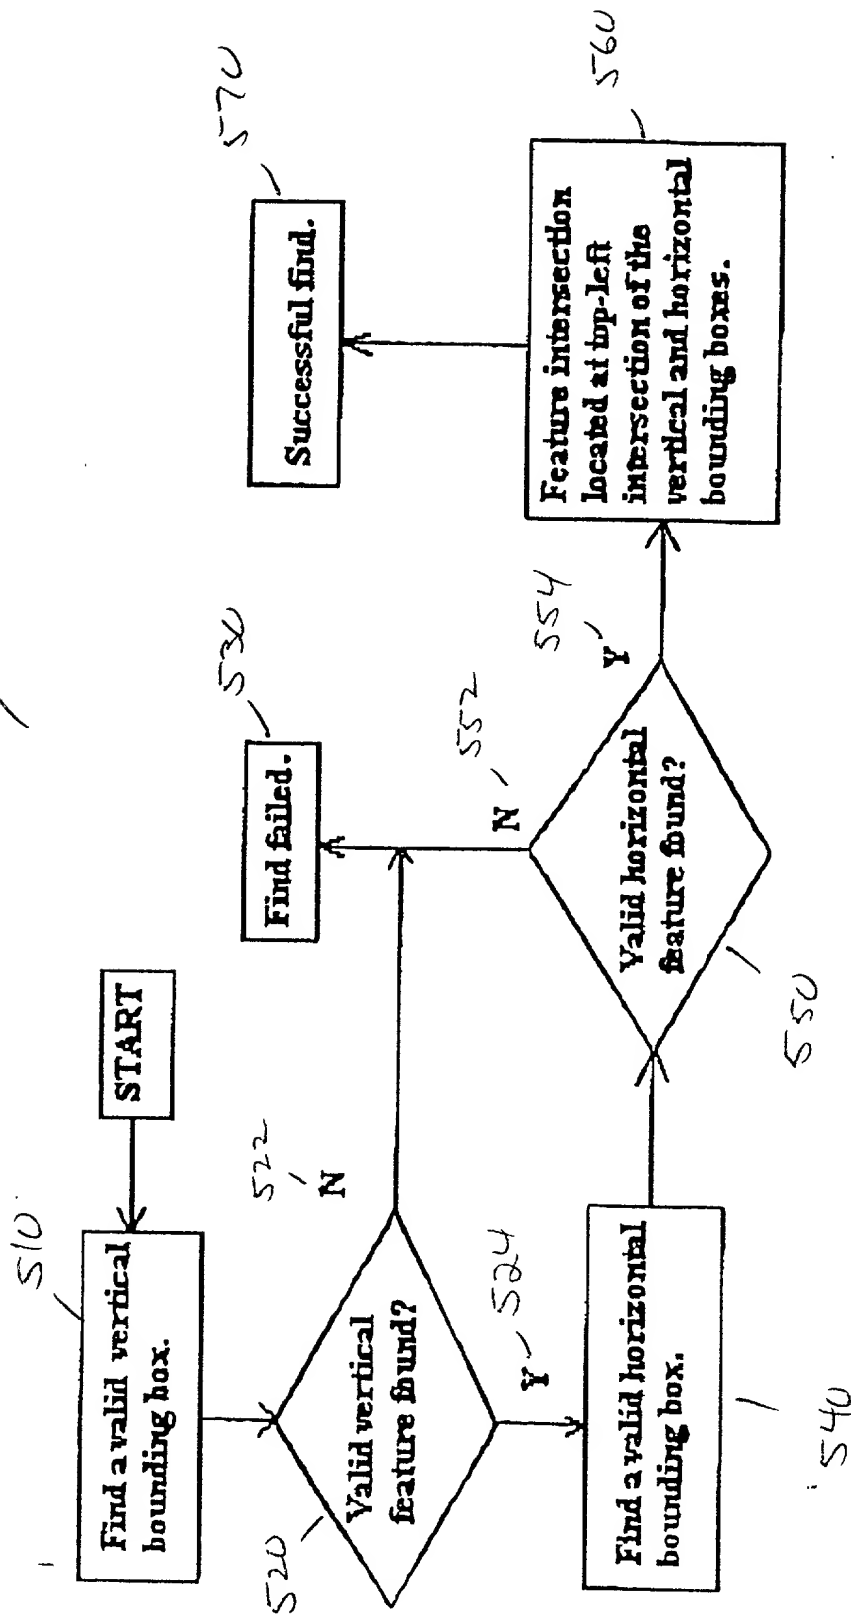 START
510
Find a valid vertical
bounding box.
520
Valid vertical
feature found?
522
N
Y
524
Find a valid horizontal
bounding box.
540
Valid horizontal
feature found?
550
N
552
Y
554
Find failed.
530
Feature intersection
located at top-left
intersection of the
vertical and horizontal
bounding boxes.
560
Successful find.
570